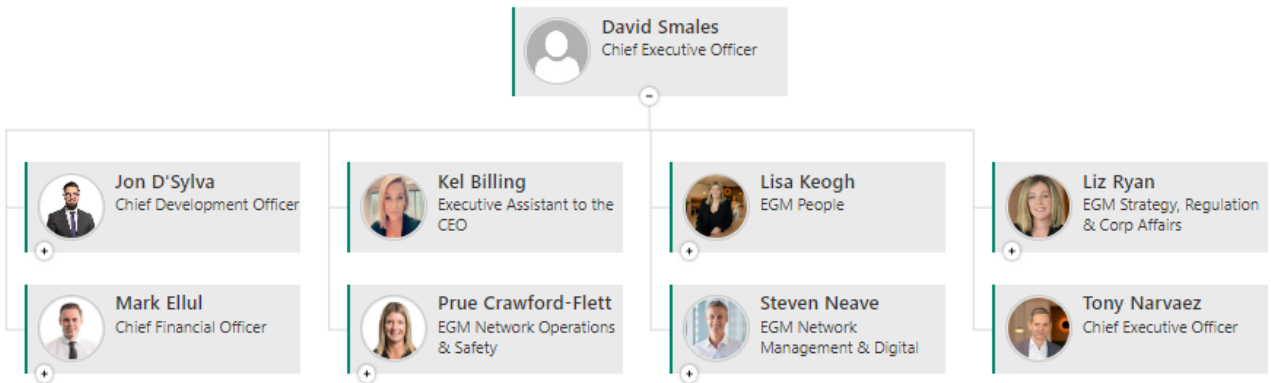 David Smales
Chief Executive Officer
Jon D'Sylva
Chief Development Officer
Kel Billing
Executive Assistant to the
CEO
Lisa Keogh
EGM People
Liz Ryan
EGM Strategy, Regulation
& Corp Affairs
Mark Ellul
Chief Financial Officer
Prue Crawford-Flett
EGM Network Operations
& Safety
Steven Neave
EGM Network
Management & Digital
Tony Narvaez
Chief Executive Officer